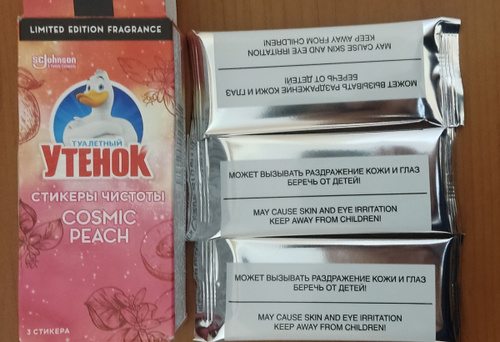 LIMITED EDITION FRAGRANCE
SCJohnson
A Family Company
ТУАЛЕТНЫЙ
УТЕНОК
СТИКЕРЫ ЧИСТОТЫ
COSMIC
PEACH
3 СТИКЕРА
МОЖЕТ ВЫЗЫВАТЬ РАЗДРАЖЕНИЕ КОЖИ И ГЛАЗ
БЕРЕЧЬ ОТ ДЕТЕЙ!
MAY CAUSE SKIN AND EYE IRRITATION
KEEP AWAY FROM CHILDREN!
МОЖЕТ ВЫЗЫВАТЬ РАЗДРАЖЕНИЕ КОЖИ И ГЛАЗ
БЕРЕЧЬ ОТ ДЕТЕЙ!
MAY CAUSE SKIN AND EYE IRRITATION
KEEP AWAY FROM CHILDREN!
МОЖЕТ ВЫЗЫВАТЬ РАЗДРАЖЕНИЕ КОЖИ И ГЛАЗ
БЕРЕЧЬ ОТ ДЕТЕЙ!
MAY CAUSE SKIN AND EYE IRRITATION
KEEP AWAY FROM CHILDREN!